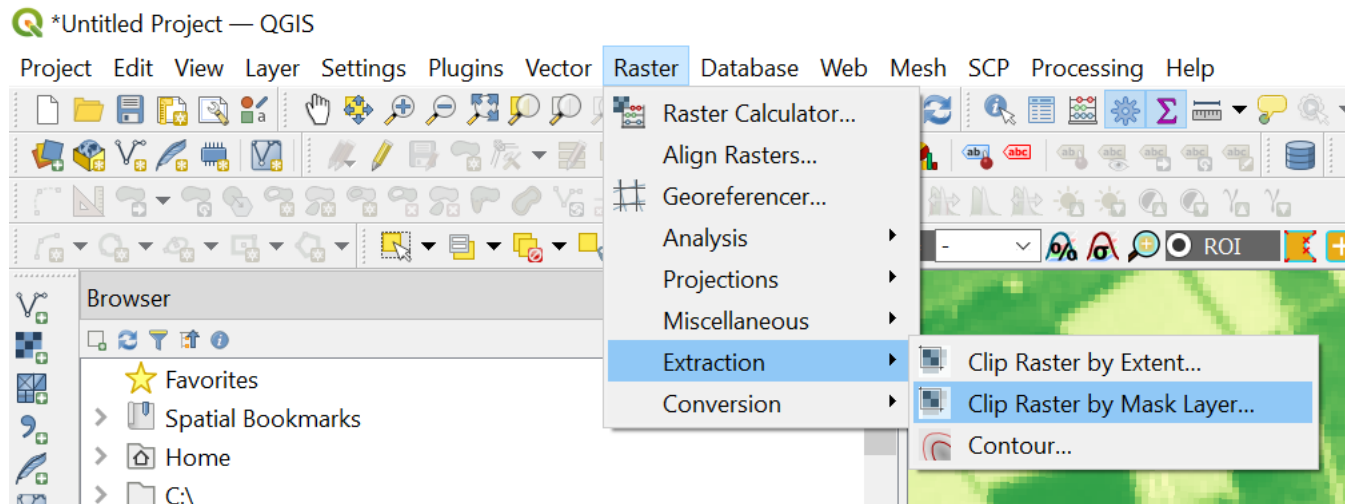 *Untitled Project — QGIS
Project Edit View Layer Settings Plugins Vector Raster Database Web Mesh SCP Processing Help
Raster Calculator...
Align Rasters...
abc
Georeferencer...
Analysis
- ROI
Projections
Browser
Miscellaneous
Extraction
Clip Raster by Extent...
Favorites
Conversion
Clip Raster by Mask Layer...
Spatial Bookmarks
Contour...
Home
C:\